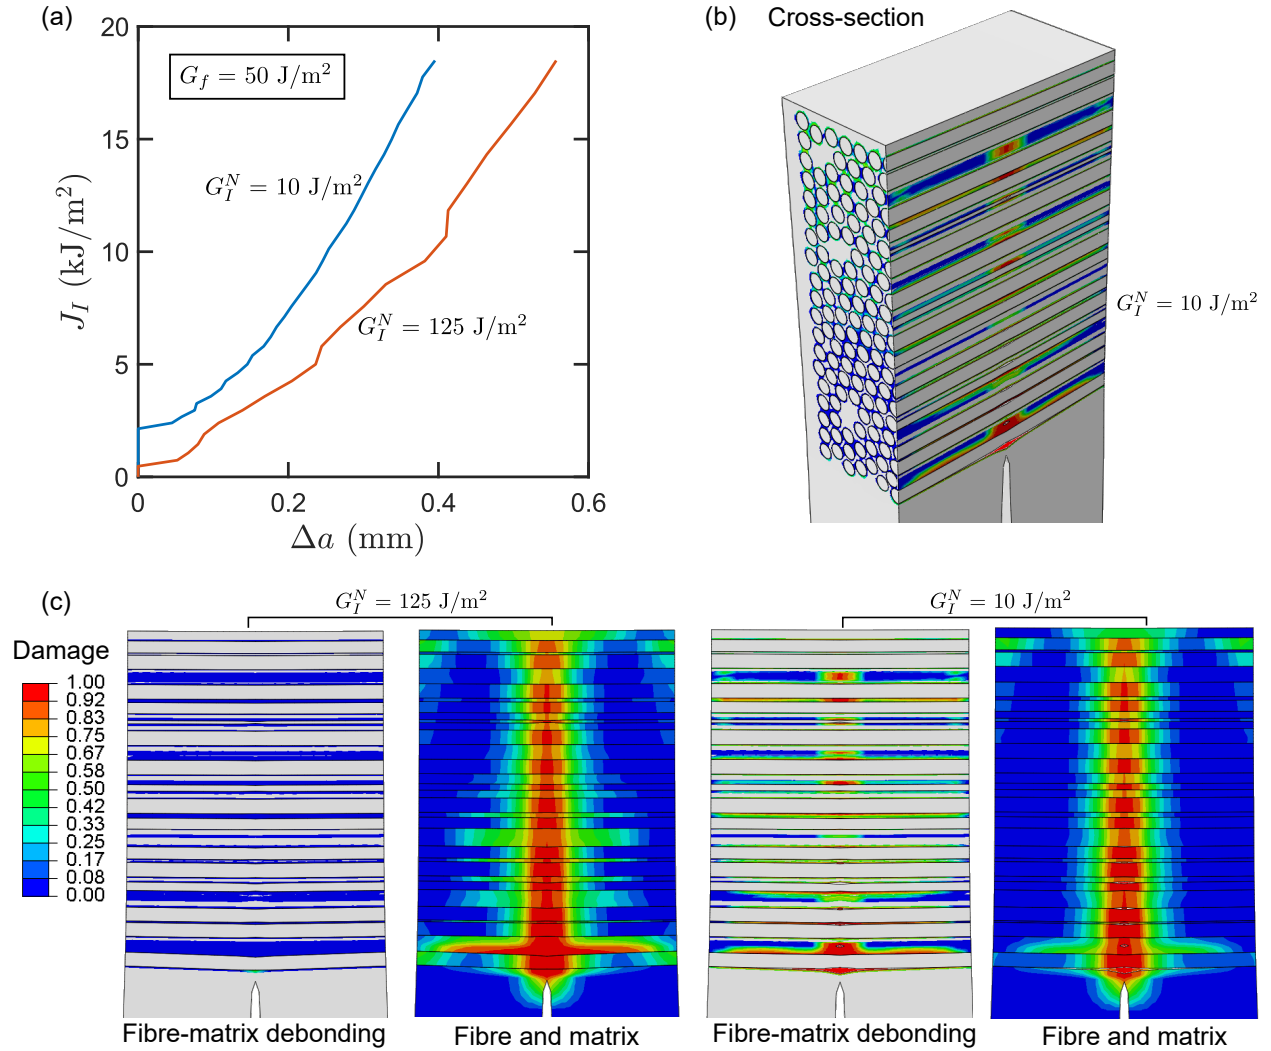 (a)
20
15
10
5
0
0
0.2
0.4
0.6
J_I (kJ/m²)
Δa (mm)
G_f = 50 J/m²
G_I^N = 10 J/m²
G_I^N = 125 J/m²
(b) Cross-section
G_I^N = 10 J/m²
(c)
G_I^N = 125 J/m²
G_I^N = 10 J/m²
Damage
1.00
0.92
0.83
0.75
0.67
0.58
0.50
0.42
0.33
0.25
0.17
0.08
0.00
Fibre-matrix debonding
Fibre and matrix
Fibre-matrix debonding
Fibre and matrix